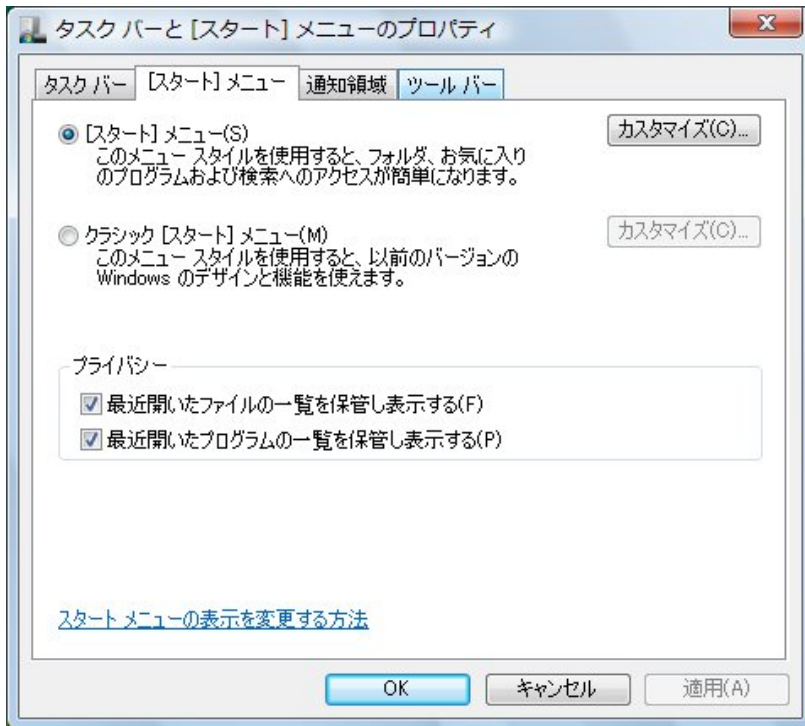 タスク バーと [スタート] メニューのプロパティ
タスク バー [スタート] メニュー 通知領域 ツール バー
[スタート] メニュー(S) カスタマイズ(C)...
このメニュー スタイルを使用すると、フォルダ、お気に入り
のプログラムおよび検索へのアクセスが簡単になります。
クラシック [スタート] メニュー(M) カスタマイズ(C)...
このメニュー スタイルを使用すると、以前のバージョンの
Windows のデザインと機能を使えます。
プライバシー
最近開いたファイルの一覧を保管し表示する(F)
最近開いたプログラムの一覧を保管し表示する(P)
スタート メニューの表示を変更する方法
OK キャンセル 適用(A)